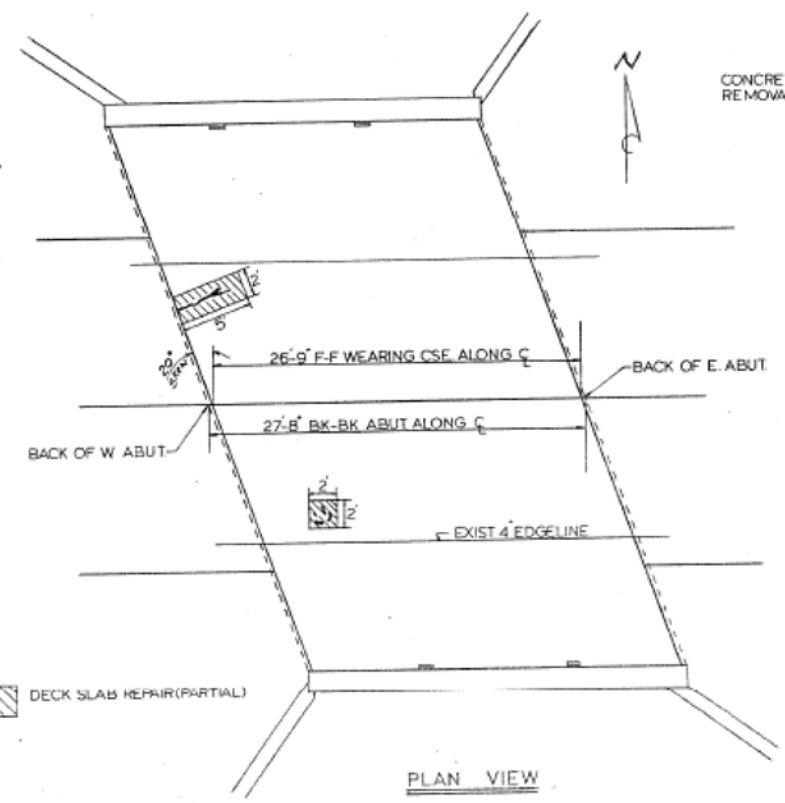 N
CONCRE
REMOVA
2'
5'
20°
SKEW
26'-9" F-F WEARING CSE. ALONG ℄
BACK OF E. ABUT.
27'-8" BK-BK ABUT ALONG ℄
BACK OF W. ABUT.
2'
2'
EXIST 4" EDGELINE
DECK SLAB REPAIR (PARTIAL)
PLAN VIEW